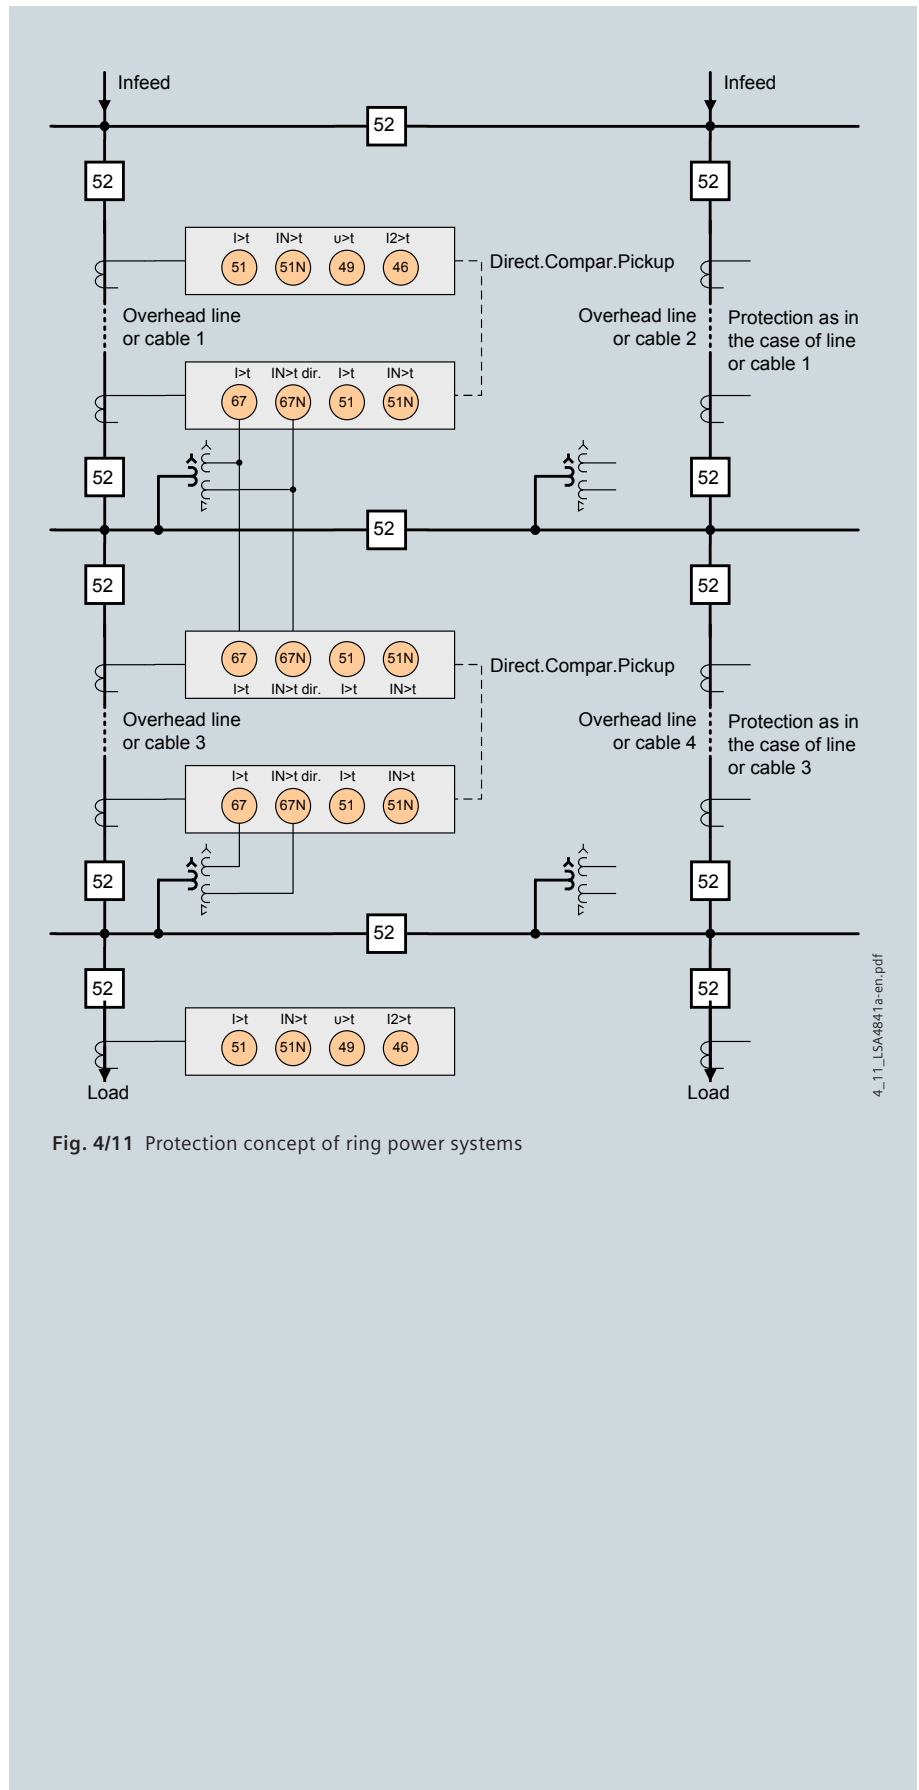 Infeed
Infeed
52
52
52
I>t IN>t υ>t I2>t
51 51N 49 46
Direct.Compar.Pickup
Overhead line
or cable 1
Overhead line
or cable 2
Protection as in
the case of line
or cable 1
I>t IN>t dir. I>t IN>t
67 67N 51 51N
52
52
52
52
52
67 67N 51 51N
I>t IN>t dir. I>t IN>t
Direct.Compar.Pickup
Overhead line
or cable 3
Overhead line
or cable 4
Protection as in
the case of line
or cable 3
I>t IN>t dir. I>t IN>t
67 67N 51 51N
52
52
52
52
52
I>t IN>t υ>t I2>t
51 51N 49 46
Load
Load
4_11_LSA4841a-en.pdf
Fig. 4/11 Protection concept of ring power systems